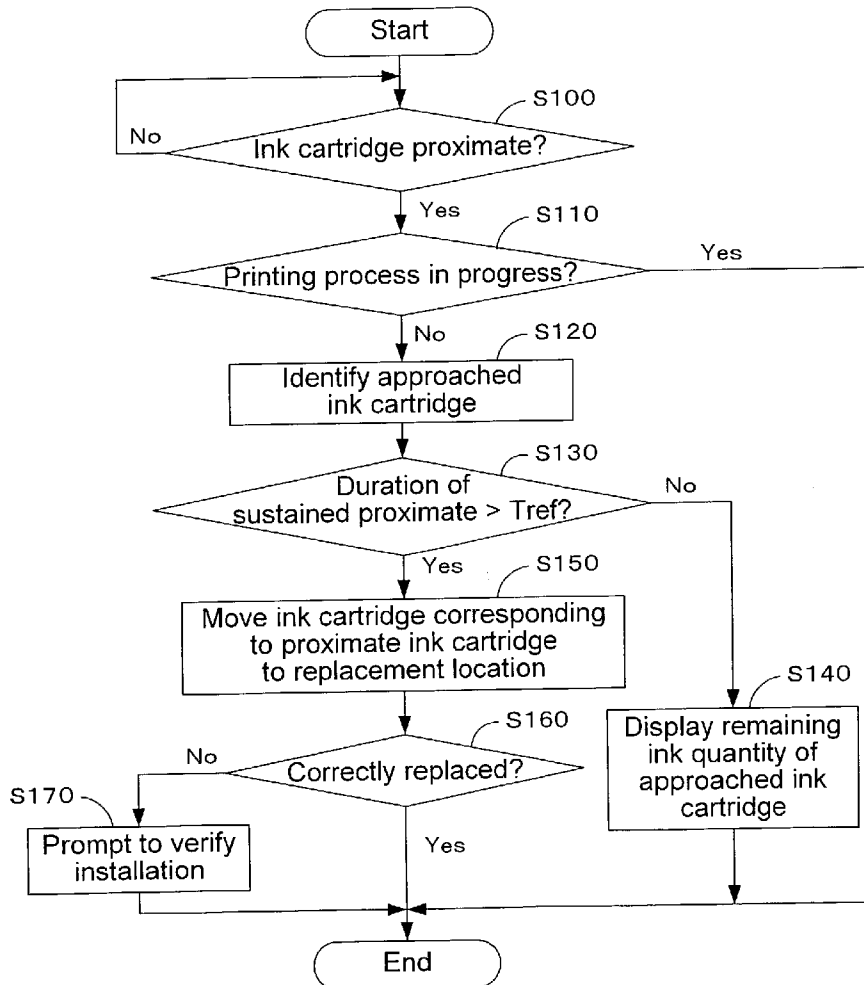 Start
S100
No
Ink cartridge proximate?
Yes
S110
Yes
Printing process in progress?
No
S120
Identify approached
ink cartridge
S130
No
Duration of
sustained proximate > Tref?
Yes
S150
Move ink cartridge corresponding
to proximate ink cartridge
to replacement location
S140
Display remaining
ink quantity of
approached ink
cartridge
S160
No
Correctly replaced?
S170
Prompt to verify
installation
Yes
End